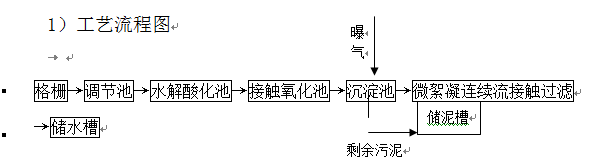 1）工艺流程图
曝
气
格栅 调节池 水解酸化池 接触氧化池 沉淀池 微絮凝连续流接触过滤
储水槽
储泥槽
剩余污泥